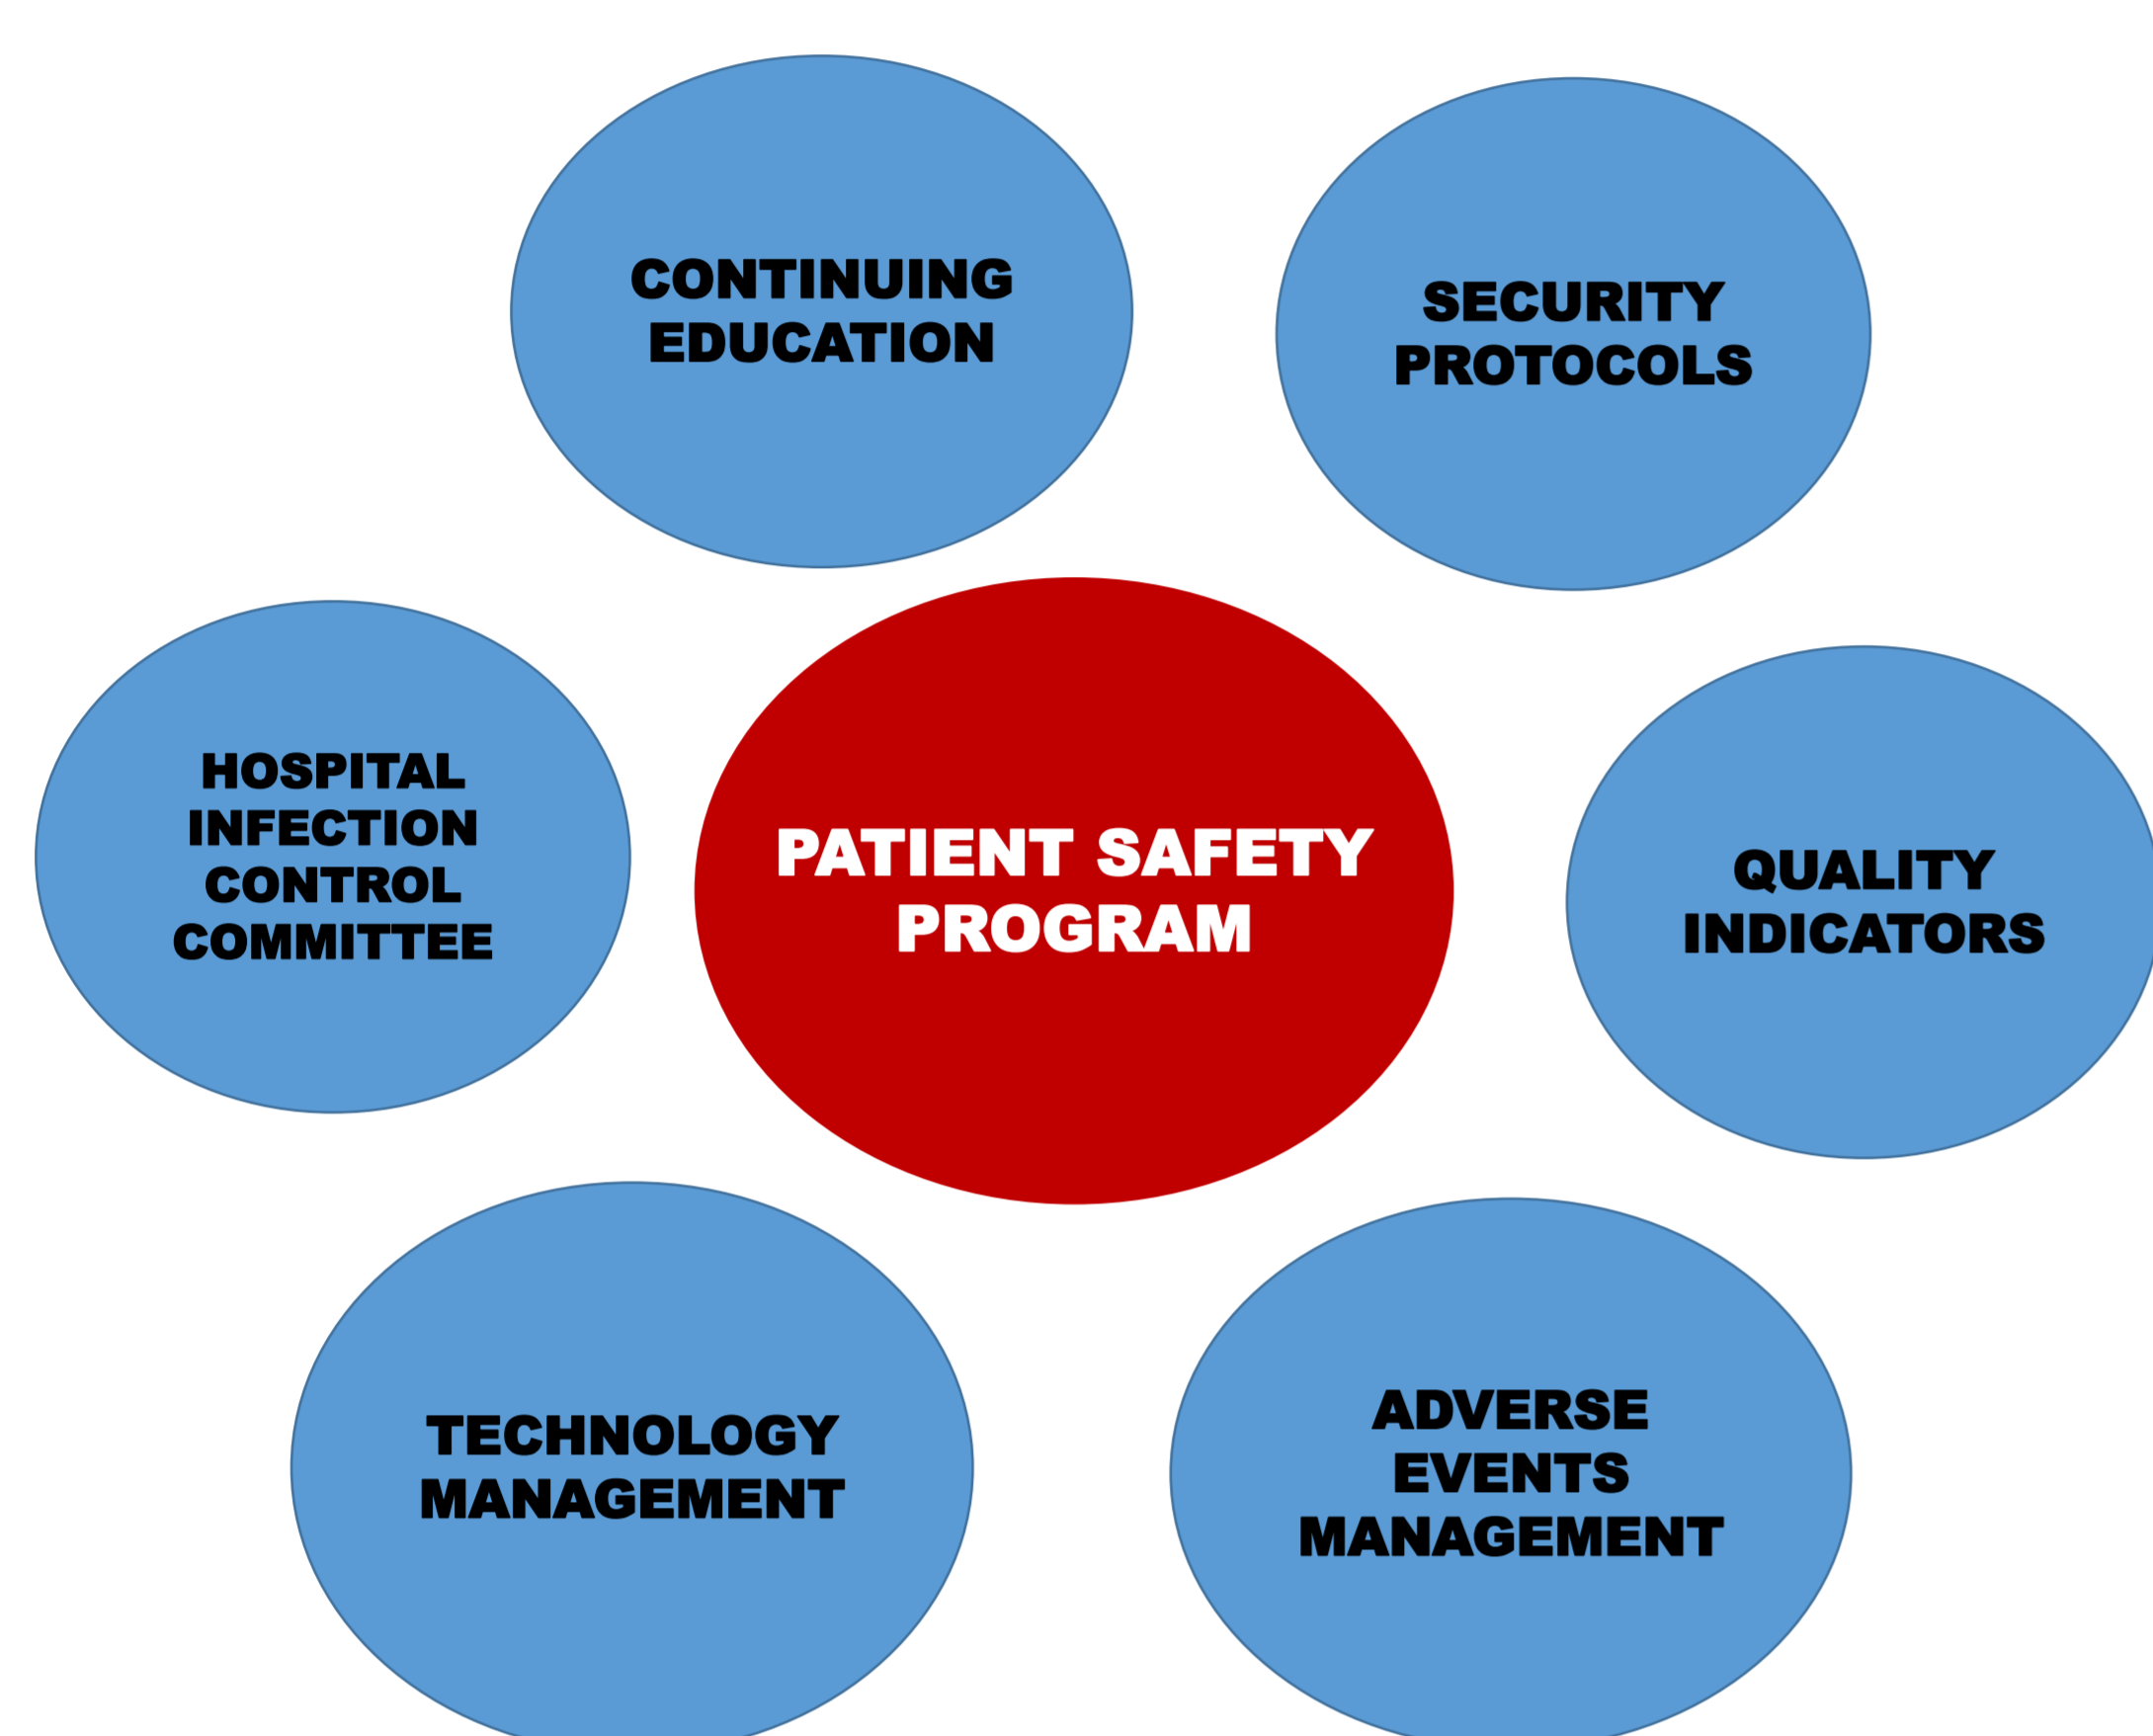 CONTINUING
EDUCATION
SECURITY
PROTOCOLS
HOSPITAL
INFECTION
CONTROL
COMMITTEE
PATIENT SAFETY
PROGRAM
QUALITY
INDICATORS
TECHNOLOGY
MANAGEMENT
ADVERSE
EVENTS
MANAGEMENT